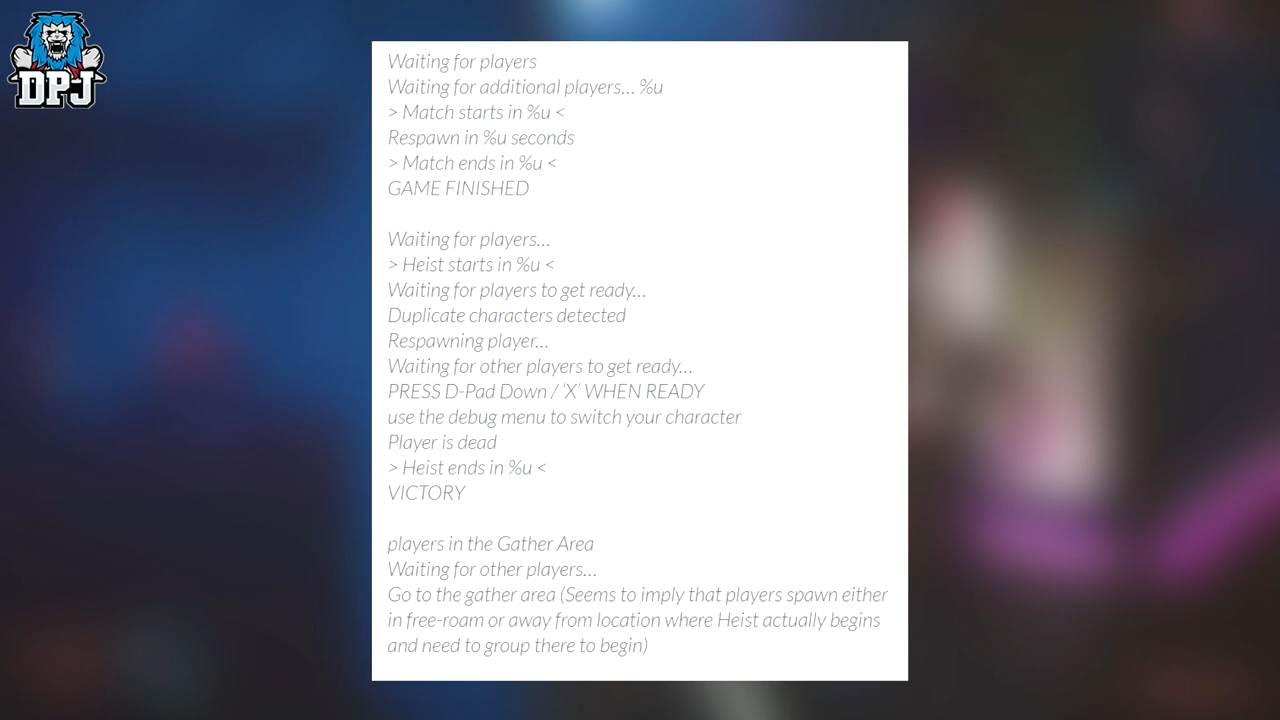 DPJ
Waiting for players
Waiting for additional players... %u
> Match starts in %u <
Respawn in %u seconds
> Match ends in %u <
GAME FINISHED
Waiting for players...
> Heist starts in %u <
Waiting for players to get ready...
Duplicate characters detected
Respawning player...
Waiting for other players to get ready...
PRESS D-Pad Down / ‘X’ WHEN READY
use the debug menu to switch your character
Player is dead
> Heist ends in %u <
VICTORY
players in the Gather Area
Waiting for other players...
Go to the gather area (Seems to imply that players spawn either
in free-roam or away from location where Heist actually begins
and need to group there to begin)